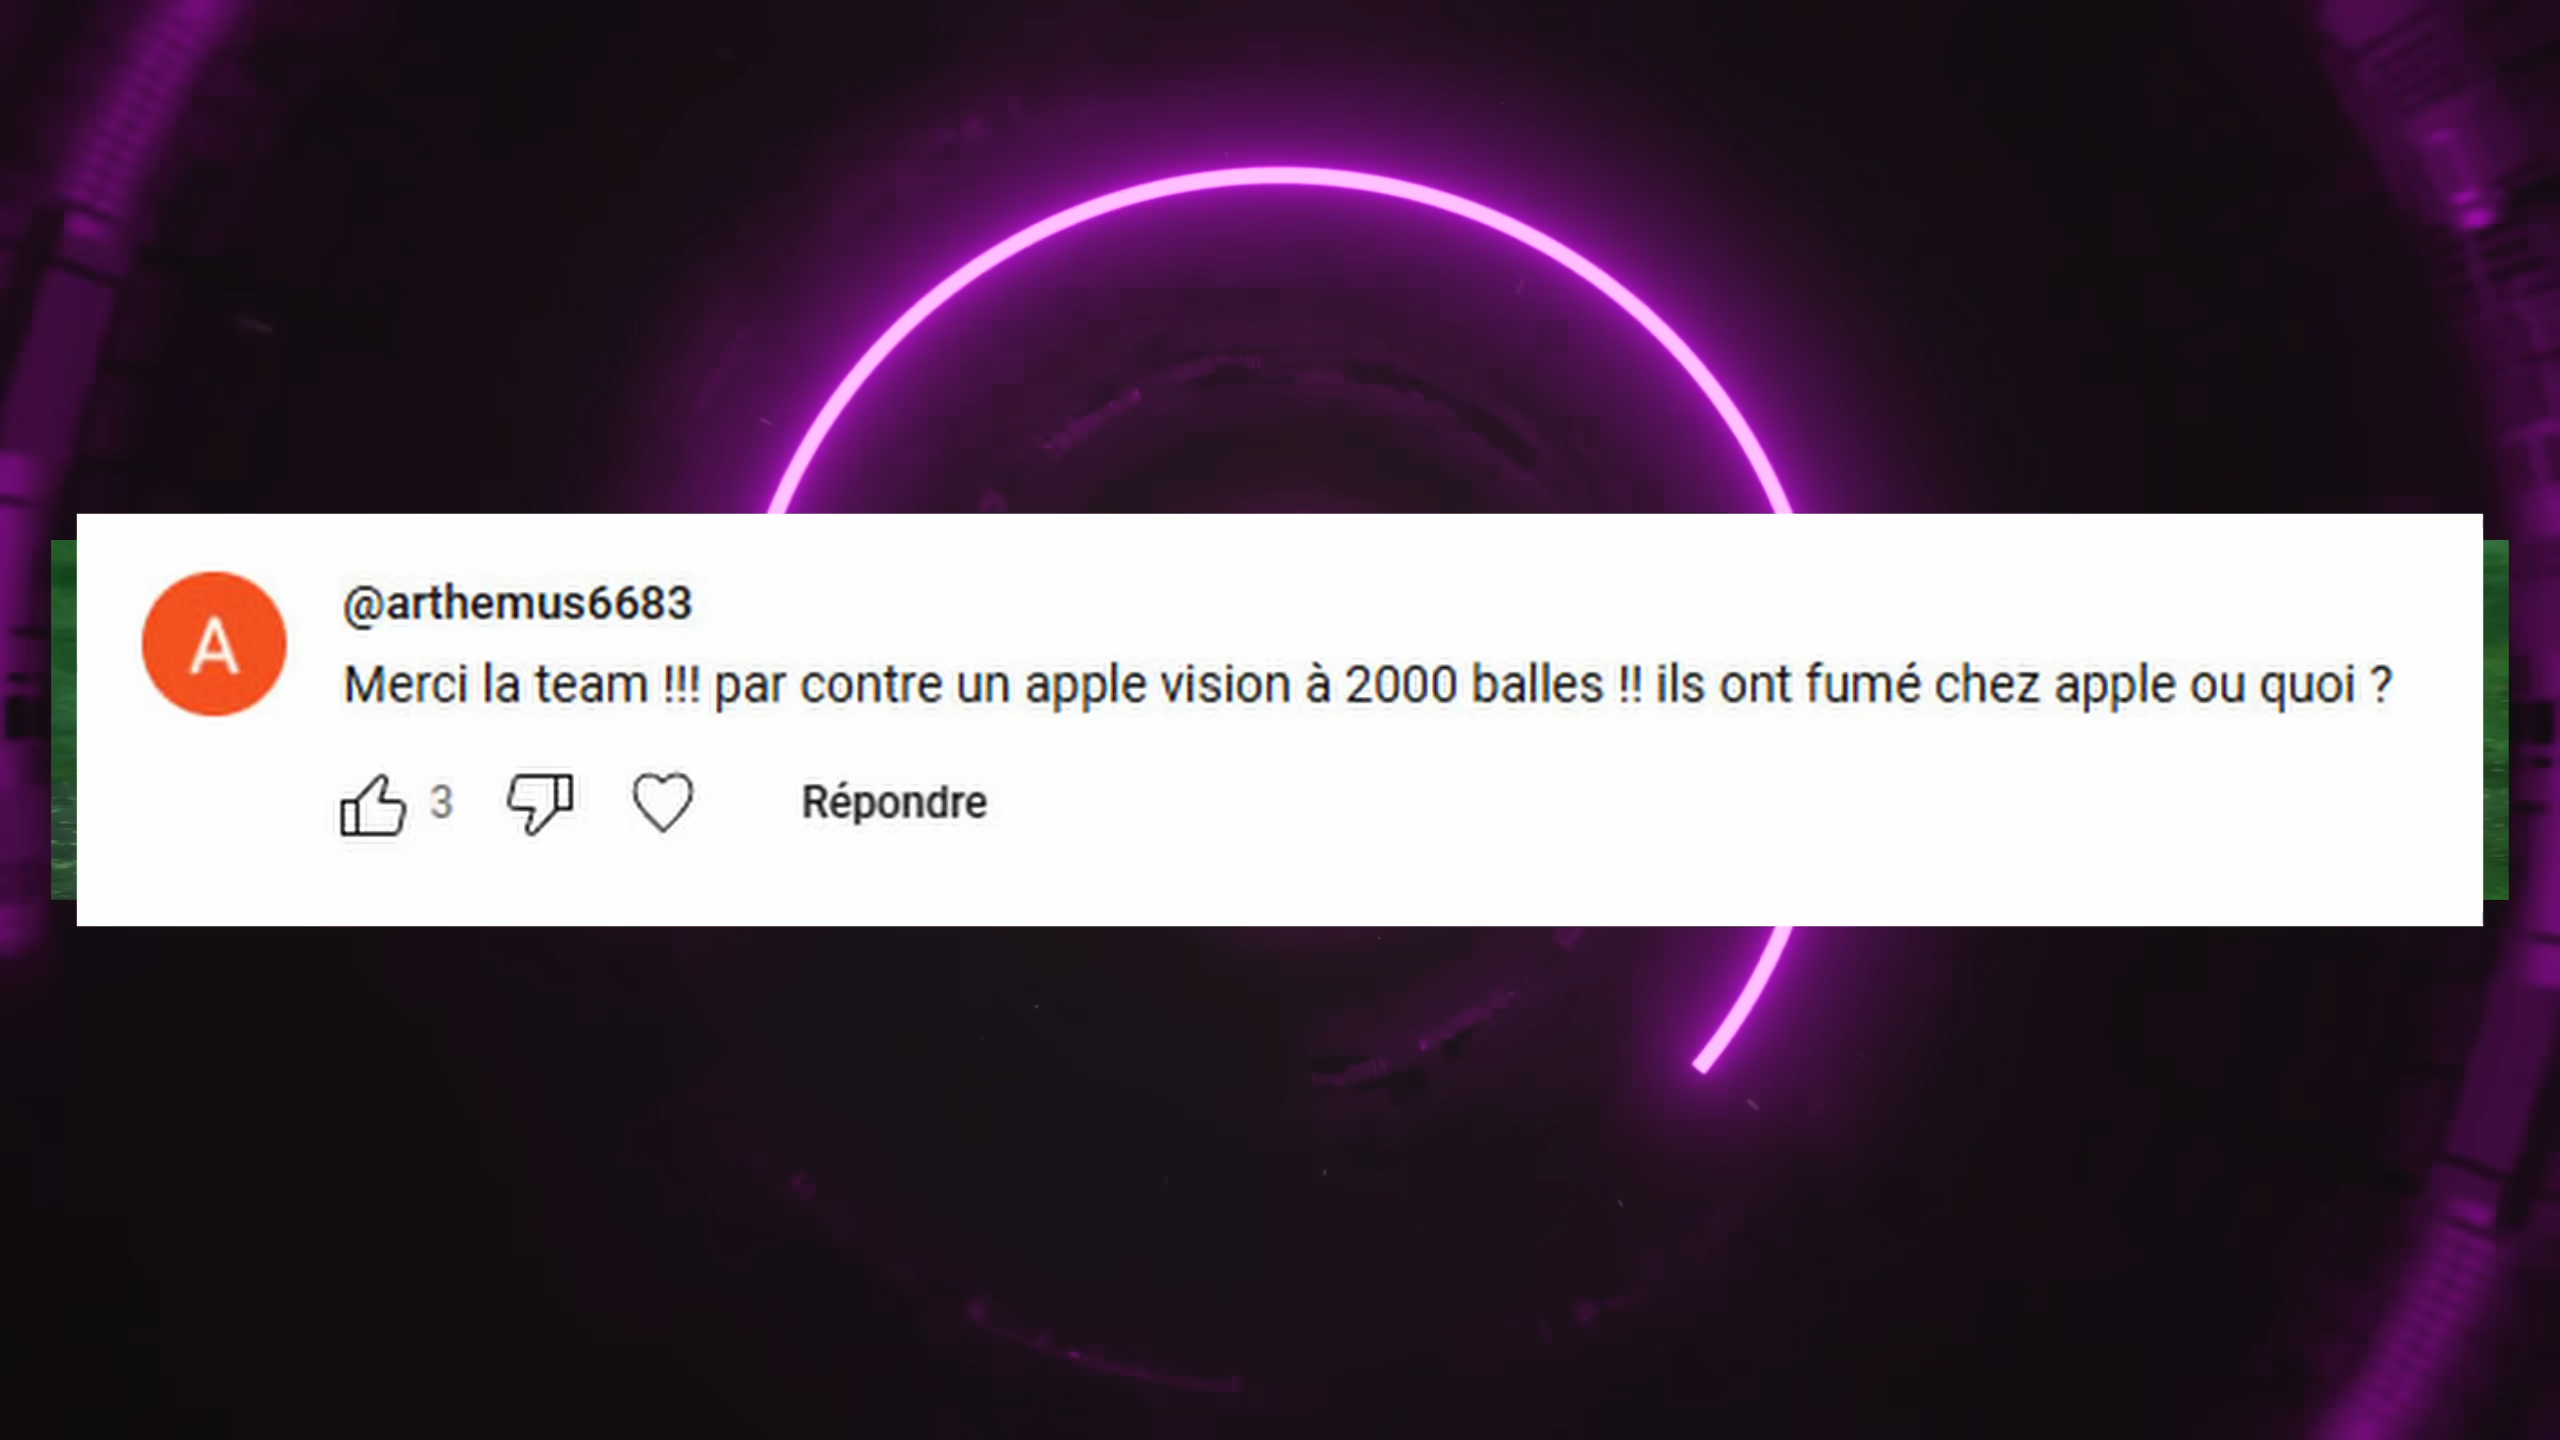 A
@arthemus6683
Merci la team !!! par contre un apple vision à 2000 balles !! ils ont fumé chez apple ou quoi ?
3 Répondre